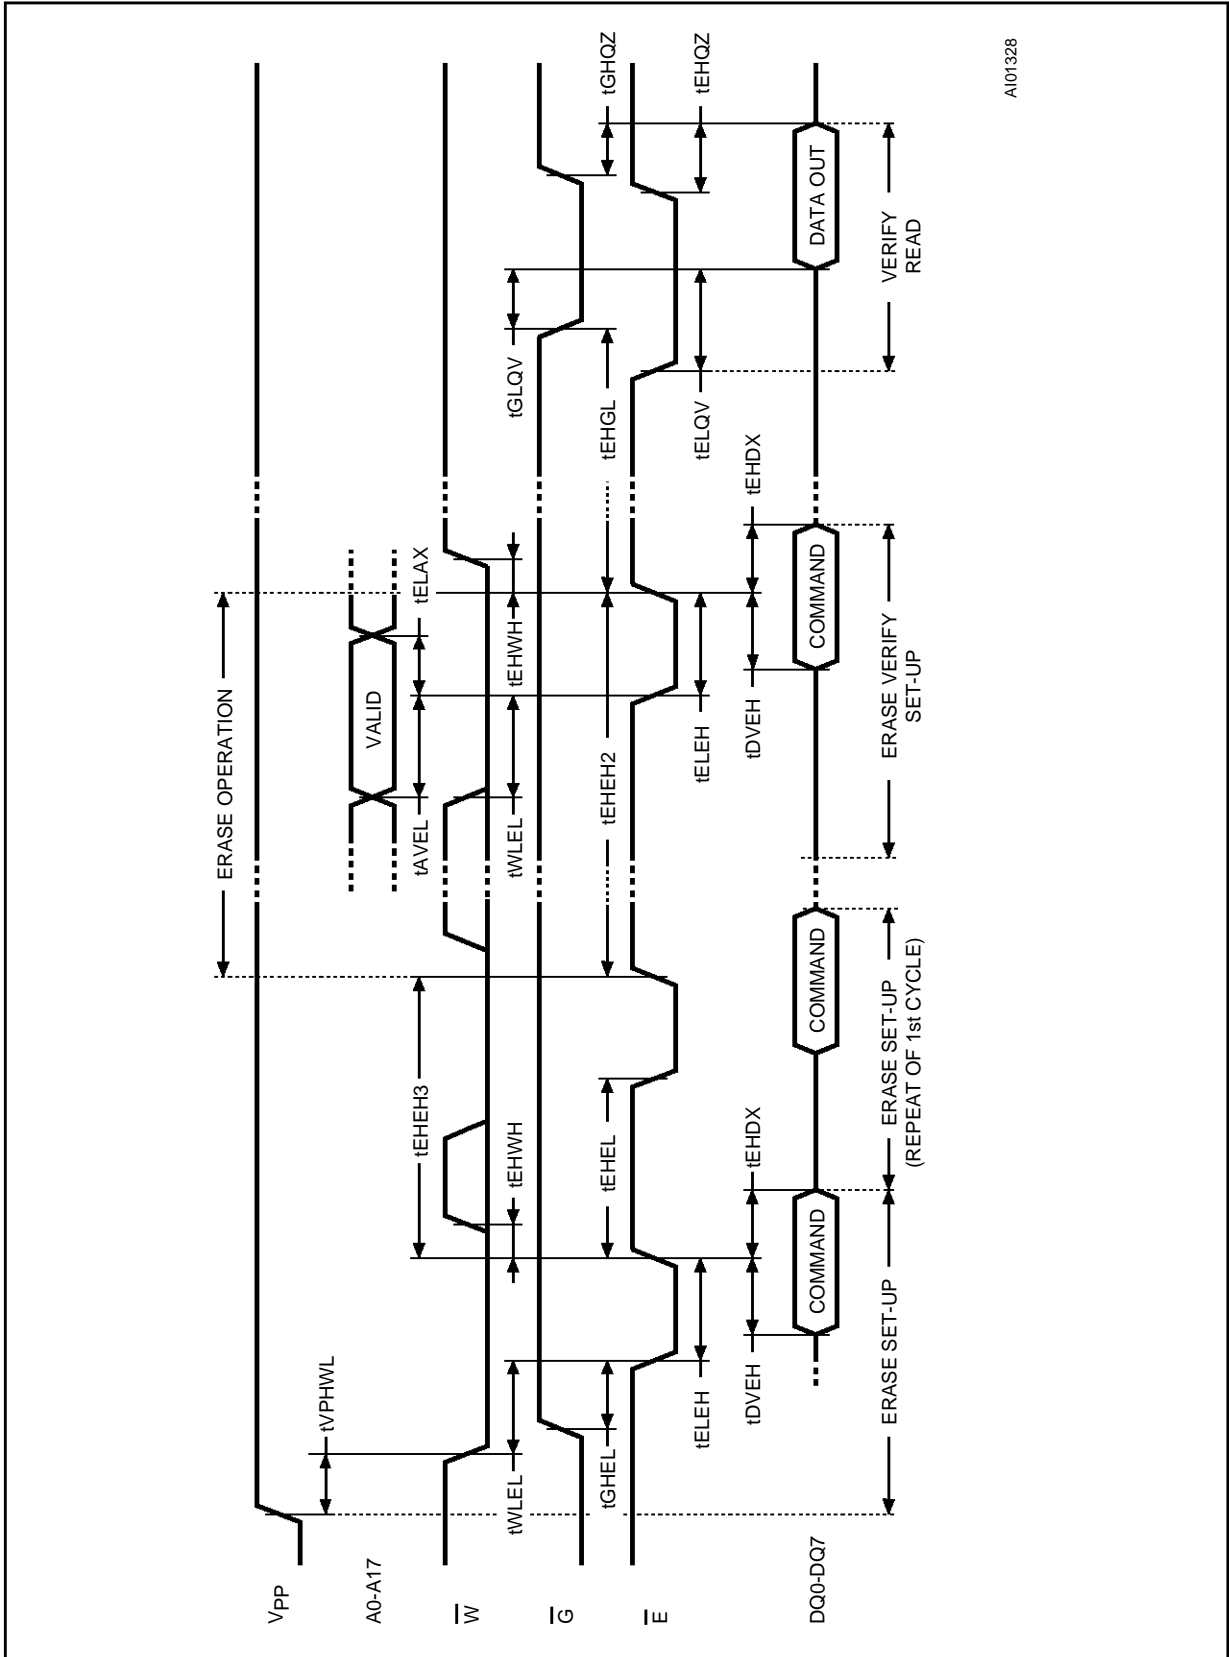 ERASE OPERATION
VPP
tVPHWL
A0-A17
VALID
tEHEH3
tAVEL
tELAX
W
tWLEL
tEHWH
tWLEL
tEHWH
tGLQV
G
tGHEL
tEHEL
tEHEH2
tEHGL
tGHQZ
E
tELEH
tELEH
tELQV
tEHQZ
tDVEH
tEHDX
tDVEH
tEHDX
DQ0-DQ7
COMMAND
COMMAND
COMMAND
DATA OUT
ERASE SET-UP
ERASE SET-UP
(REPEAT OF 1st CYCLE)
ERASE VERIFY
SET-UP
VERIFY
READ
AI01328